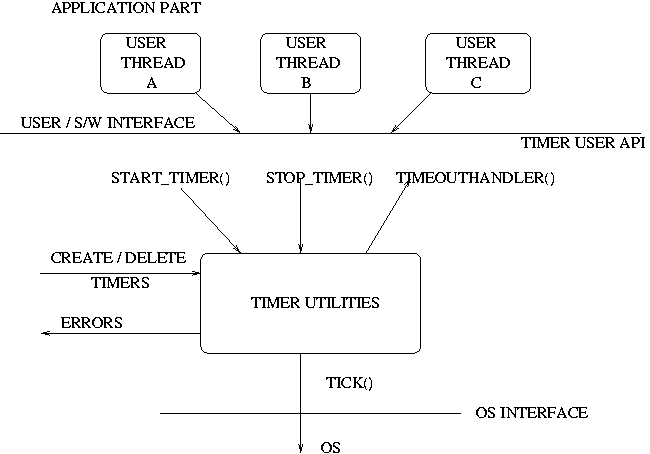 APPLICATION PART
USER
THREAD
A
USER
THREAD
B
USER
THREAD
C
USER / S/W INTERFACE
TIMER USER API
START_TIMER()
STOP_TIMER()
TIMEOUTHANDLER()
CREATE / DELETE
TIMERS
ERRORS
TIMER UTILITIES
TICK()
OS INTERFACE
OS